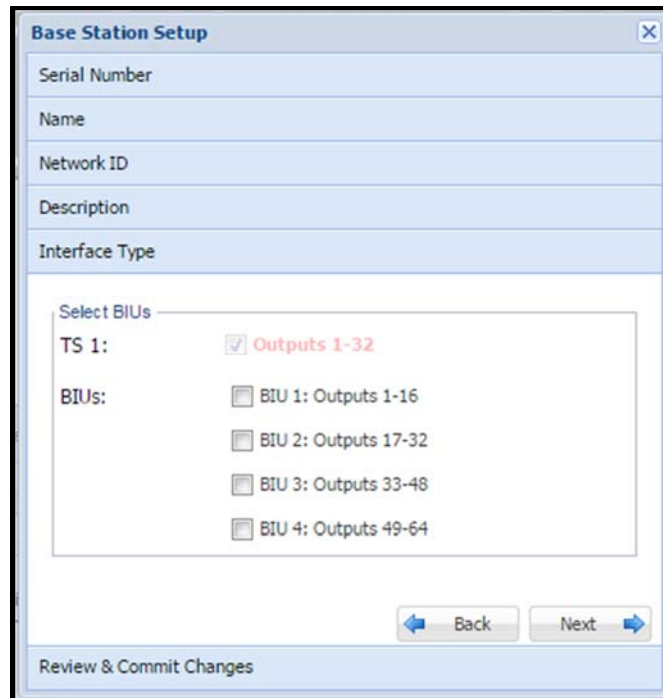 Base Station Setup
Serial Number
Name
Network ID
Description
Interface Type
Select BIUs
TS 1: Outputs 1-32
BIUs: BIU 1: Outputs 1-16
BIU 2: Outputs 17-32
BIU 3: Outputs 33-48
BIU 4: Outputs 49-64
Back Next
Review & Commit Changes